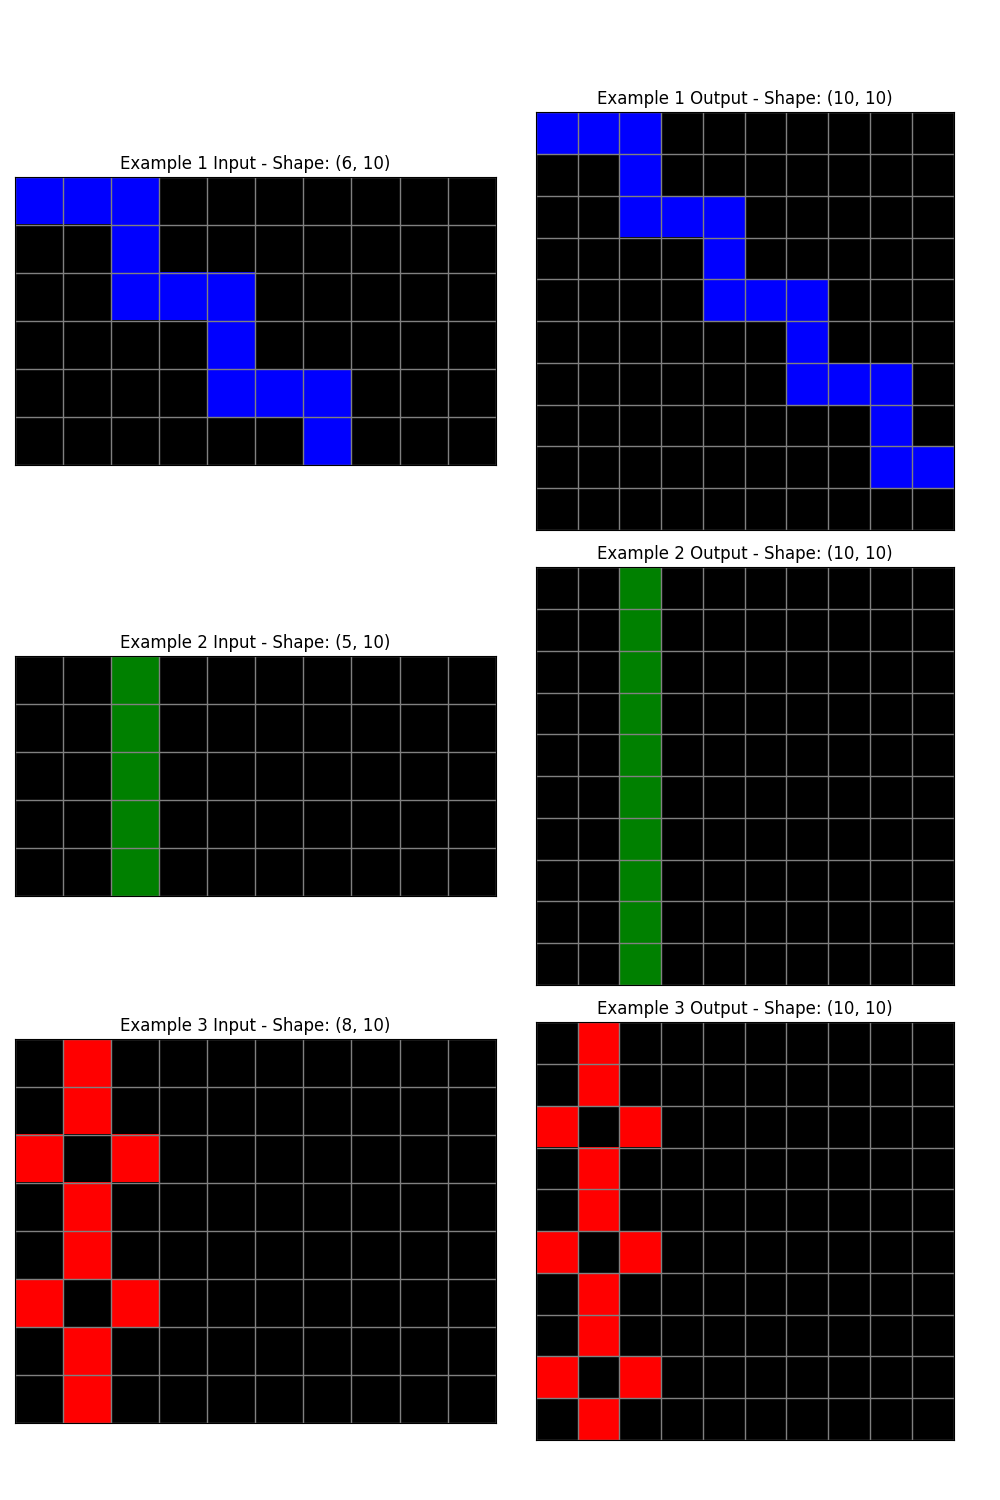 Example 1 Input - Shape: (6, 10)
Example 1 Output - Shape: (10, 10)
Example 2 Input - Shape: (5, 10)
Example 2 Output - Shape: (10, 10)
Example 3 Input - Shape: (8, 10)
Example 3 Output - Shape: (10, 10)